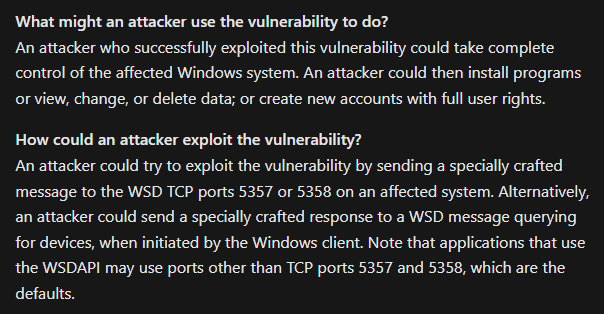 What might an attacker use the vulnerability to do?
An attacker who successfully exploited this vulnerability could take complete
control of the affected Windows system. An attacker could then install programs
or view, change, or delete data; or create new accounts with full user rights.
How could an attacker exploit the vulnerability?
An attacker could try to exploit the vulnerability by sending a specially crafted
message to the WSD TCP ports 5357 or 5358 on an affected system. Alternatively,
an attacker could send a specially crafted response to a WSD message querying
for devices, when initiated by the Windows client. Note that applications that use
the WSDAPI may use ports other than TCP ports 5357 and 5358, which are the
defaults.